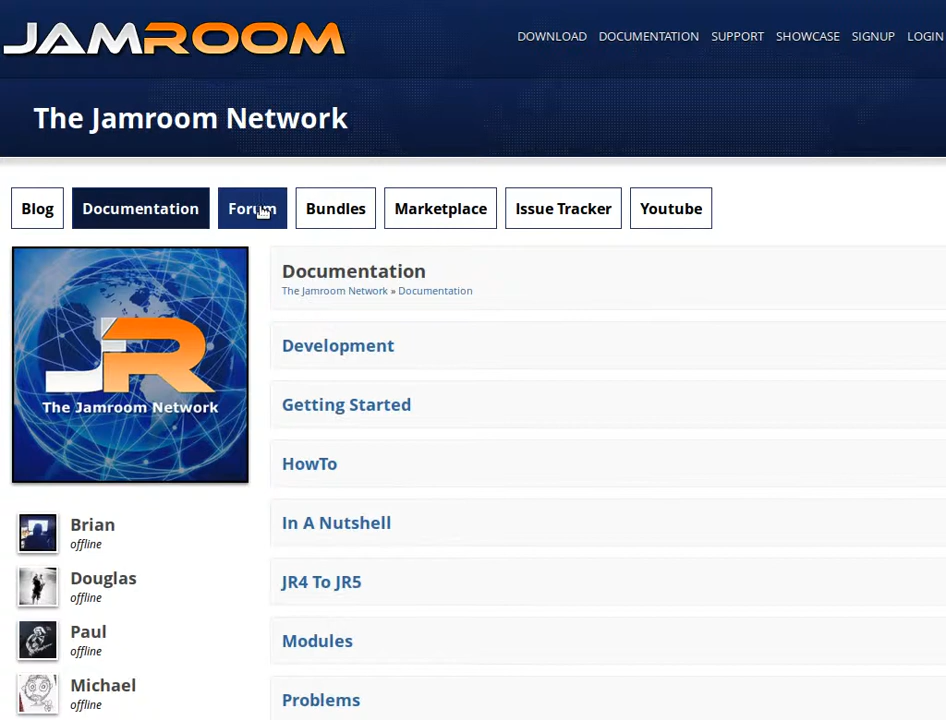 JAMROOM
DOWNLOAD DOCUMENTATION SUPPORT SHOWCASE SIGNUP LOGIN
The Jamroom Network
Blog Documentation Forum Bundles Marketplace Issue Tracker Youtube
JR
The Jamroom Network
Documentation
The Jamroom Network » Documentation
Development
Getting Started
HowTo
In A Nutshell
JR4 To JR5
Modules
Problems
Brian
offline
Douglas
offline
Paul
offline
Michael
offline